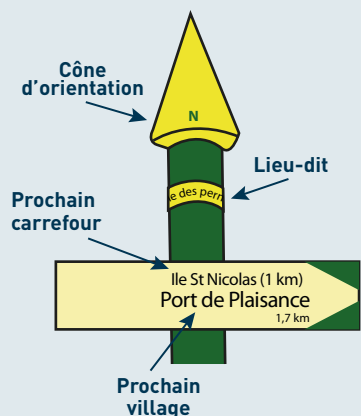 Cône
d'orientation
N
Lieu-dit
des
Prochain
carrefour
Ile St Nicolas (1 km)
Port de Plaisance
1,7 km
Prochain
village